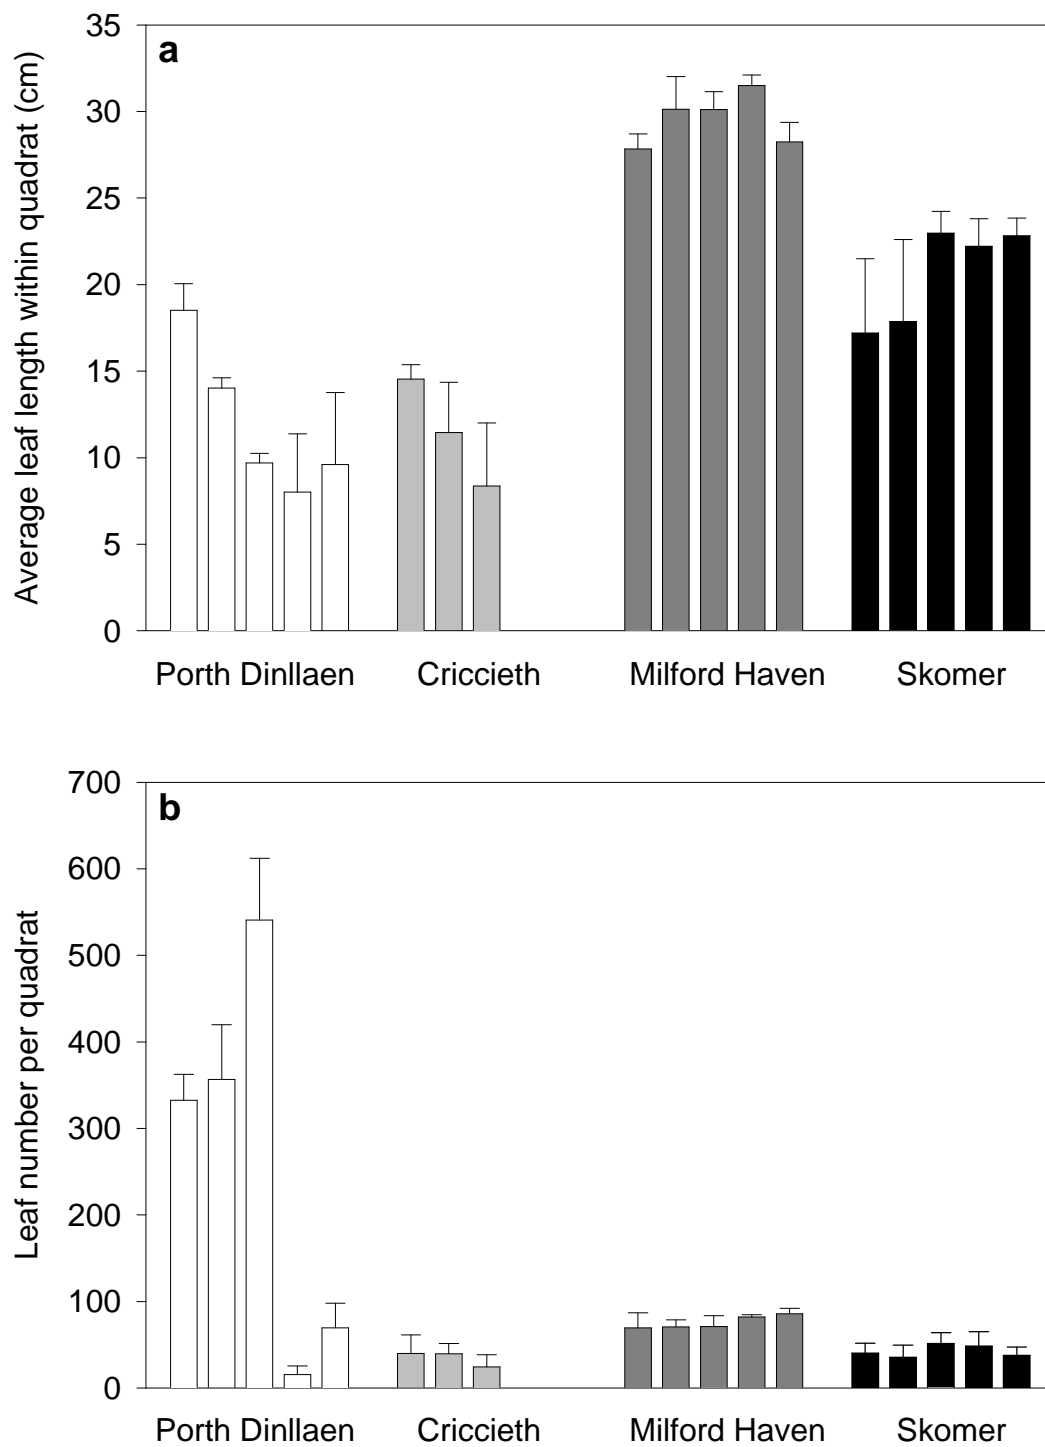 a
Average leaf length within quadrat (cm)
35
30
25
20
15
10
5
0
Porth Dinllaen Criccieth Milford Haven Skomer
b
Leaf number per quadrat
700
600
500
400
300
200
100
0
Porth Dinllaen Criccieth Milford Haven Skomer